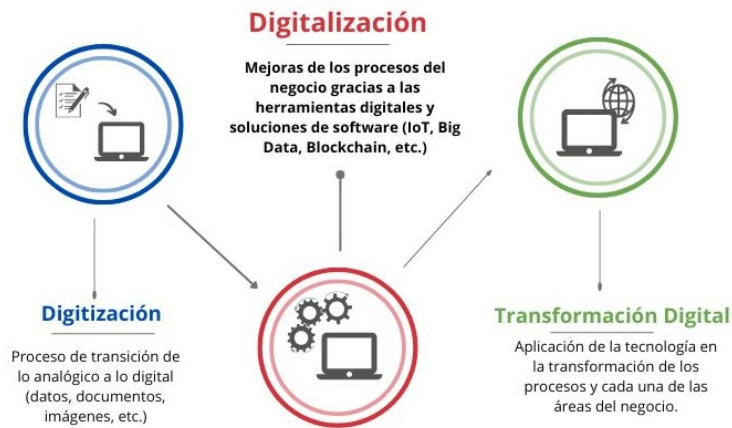 Digitalización
Mejoras de los procesos del
negocio gracias a las
herramientas digitales y
soluciones de software (IoT, Big
Data, Blockchain, etc.)
Digitización
Proceso de transición de
lo analógico a lo digital
(datos, documentos,
imágenes, etc.)
Transformación Digital
Aplicación de la tecnología en
la transformación de los
procesos y cada una de las
áreas del negocio.